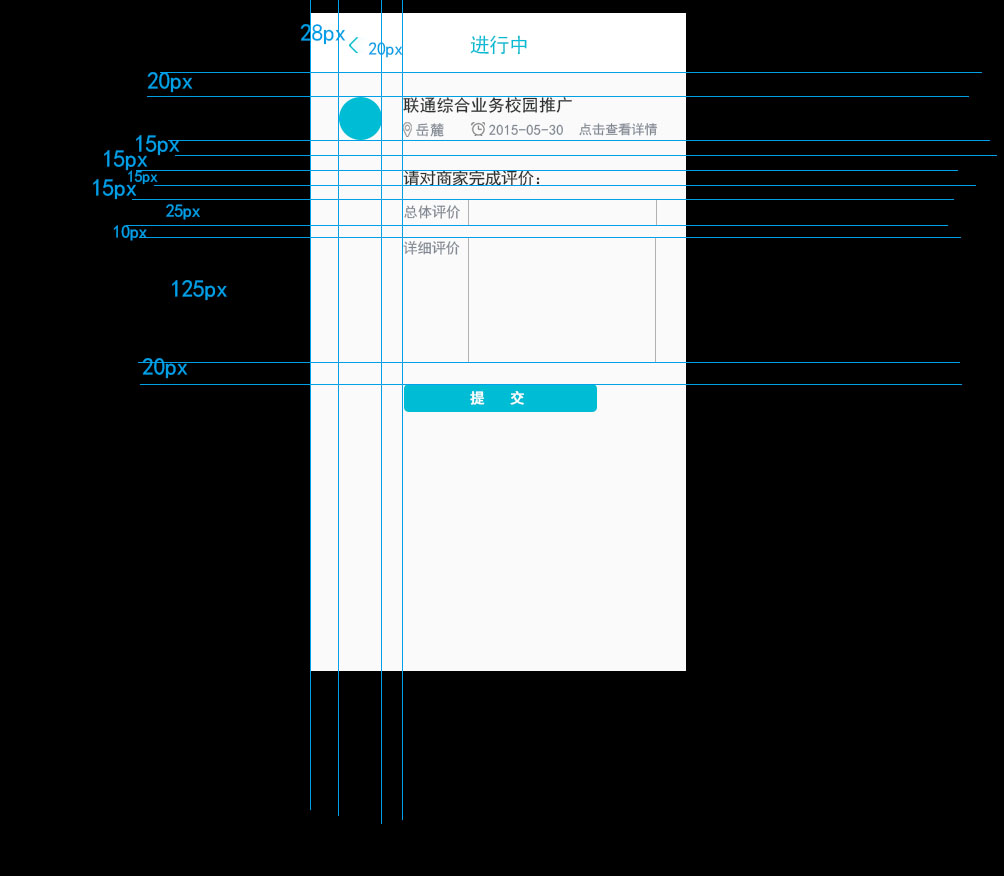 28px
20px
进行中
20px
联通综合业务校园推广
岳麓 2015-05-30 点击查看详情
15px
15px
15px
15px
请对商家完成评价:
25px
总体评价
10px
详细评价
125px
20px
提 交